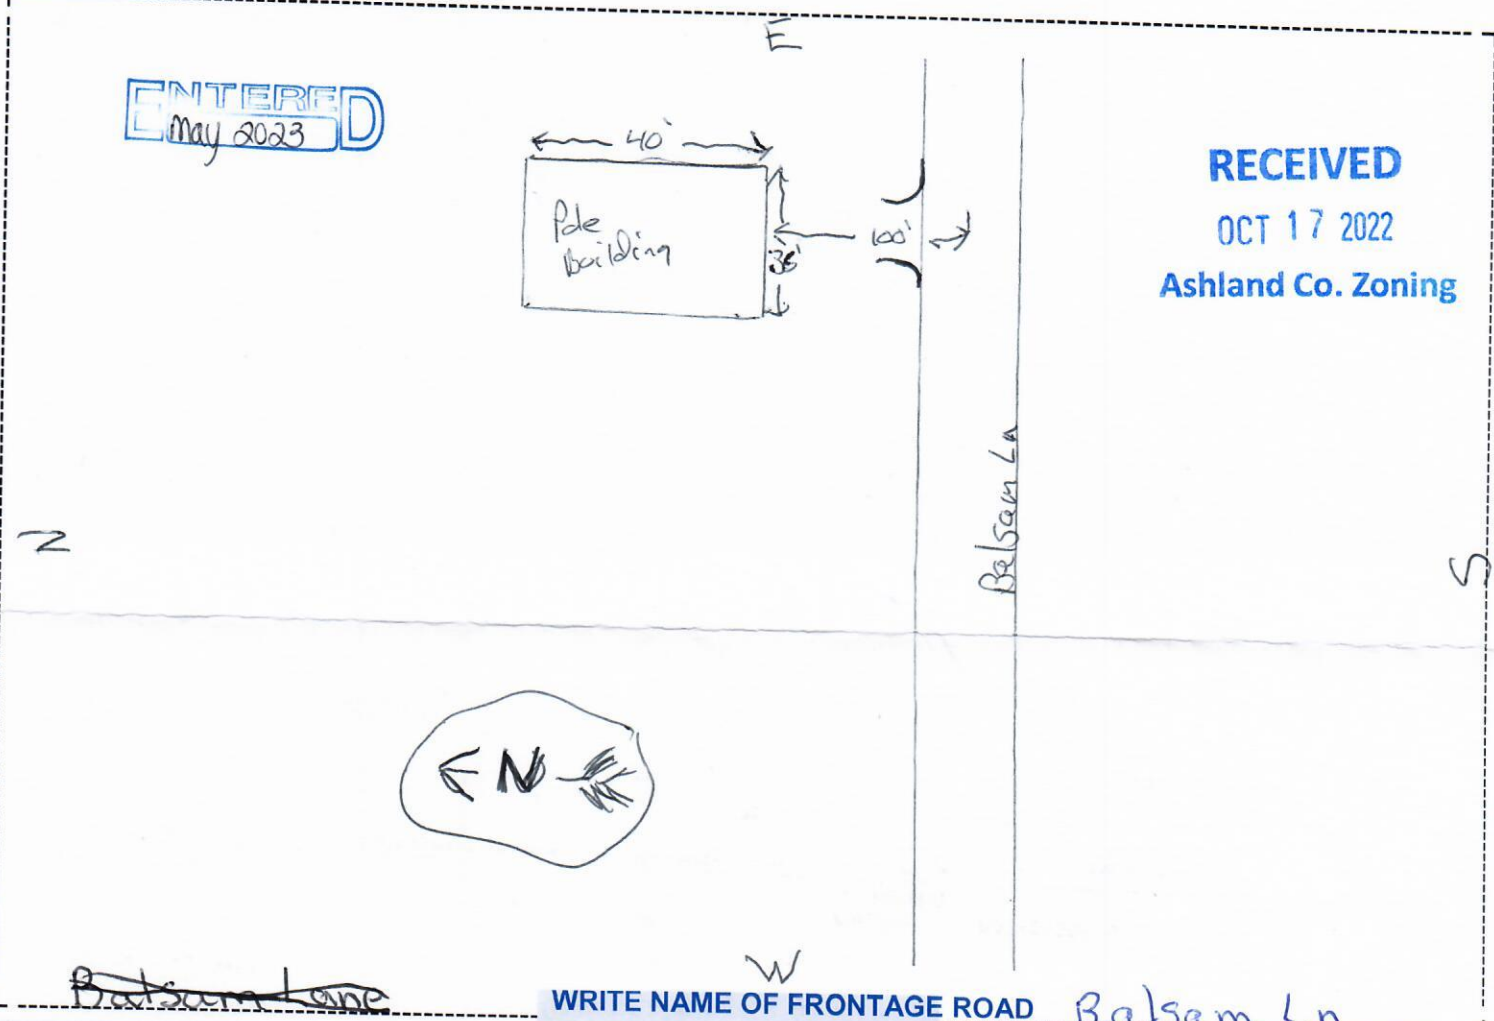 E
ENTERED
May 2023
40'
RECEIVED
OCT 17 2022
Ashland Co. Zoning
Pole
Building
100'
Balsam Ln
N
S
N
W
Balsam Lane
WRITE NAME OF FRONTAGE ROAD Balsam Ln